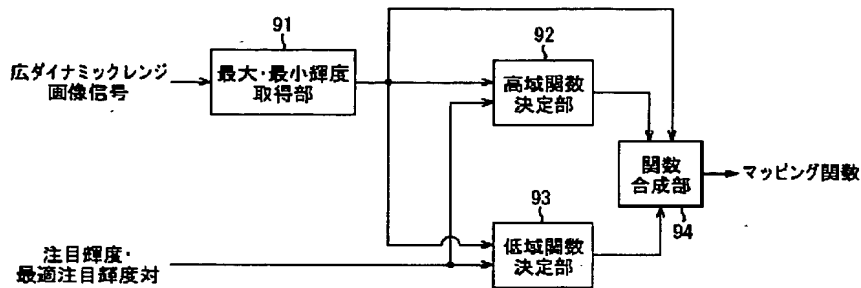 91
広ダイナミックレンジ
画像信号
最大・最小輝度
取得部
92
高域関数
決定部
関数
合成部
94
マッピング関数
93
低域関数
決定部
注目輝度・
最適注目輝度対